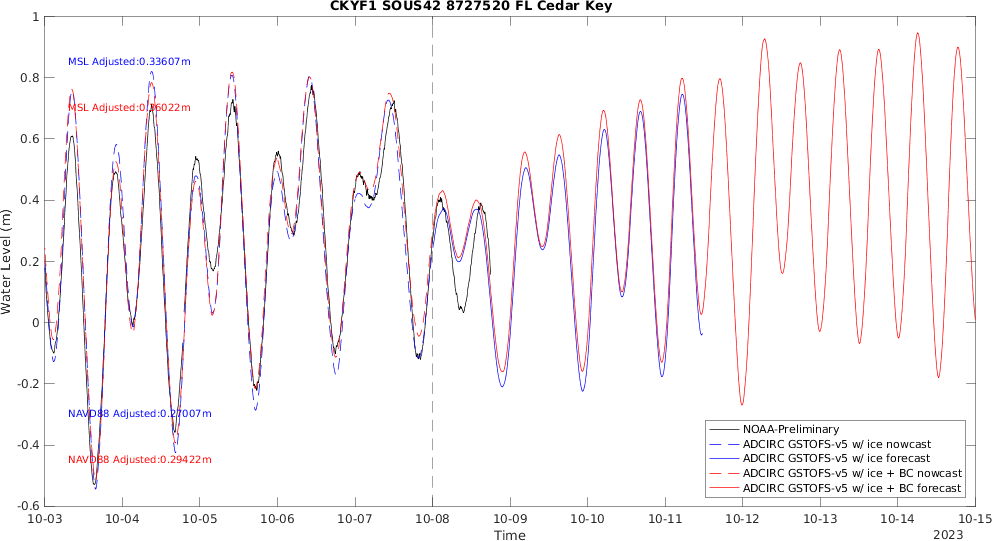 CKYF1 SOUS42 8727520 FL Cedar Key
Water Level (m)
1
0.8
0.6
0.4
0.2
0
-0.2
-0.4
-0.6
MSL Adjusted:0.33607m
MSL Adjusted:0.36022m
NAVD88 Adjusted:0.27007m
NAVD88 Adjusted:0.29422m
NOAA-Preliminary
ADCIRC GSTOFS-v5 w/ ice nowcast
ADCIRC GSTOFS-v5 w/ ice forecast
ADCIRC GSTOFS-v5 w/ ice + BC nowcast
ADCIRC GSTOFS-v5 w/ ice + BC forecast
10-03 10-04 10-05 10-06 10-07 10-08 10-09 10-10 10-11 10-12 10-13 10-14 10-15
Time
2023